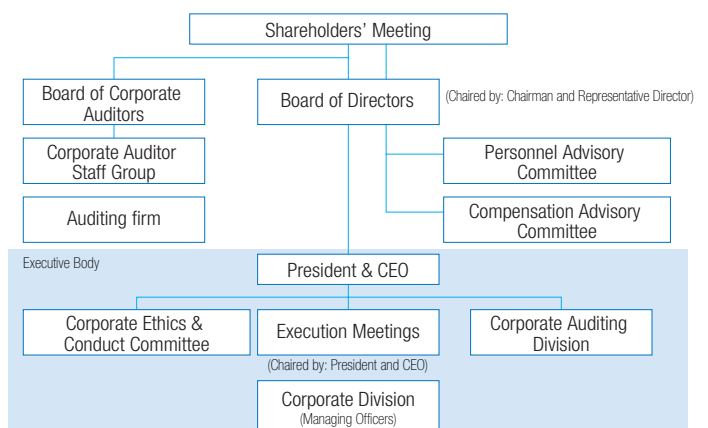 Shareholders’ Meeting
Board of Corporate
Auditors
Board of Directors
(Chaired by: Chairman and Representative Director)
Corporate Auditor
Staff Group
Personnel Advisory
Committee
Auditing firm
Compensation Advisory
Committee
Executive Body
President & CEO
Corporate Ethics &
Conduct Committee
Execution Meetings
(Chaired by: President and CEO)
Corporate Auditing
Division
Corporate Division
(Managing Officers)